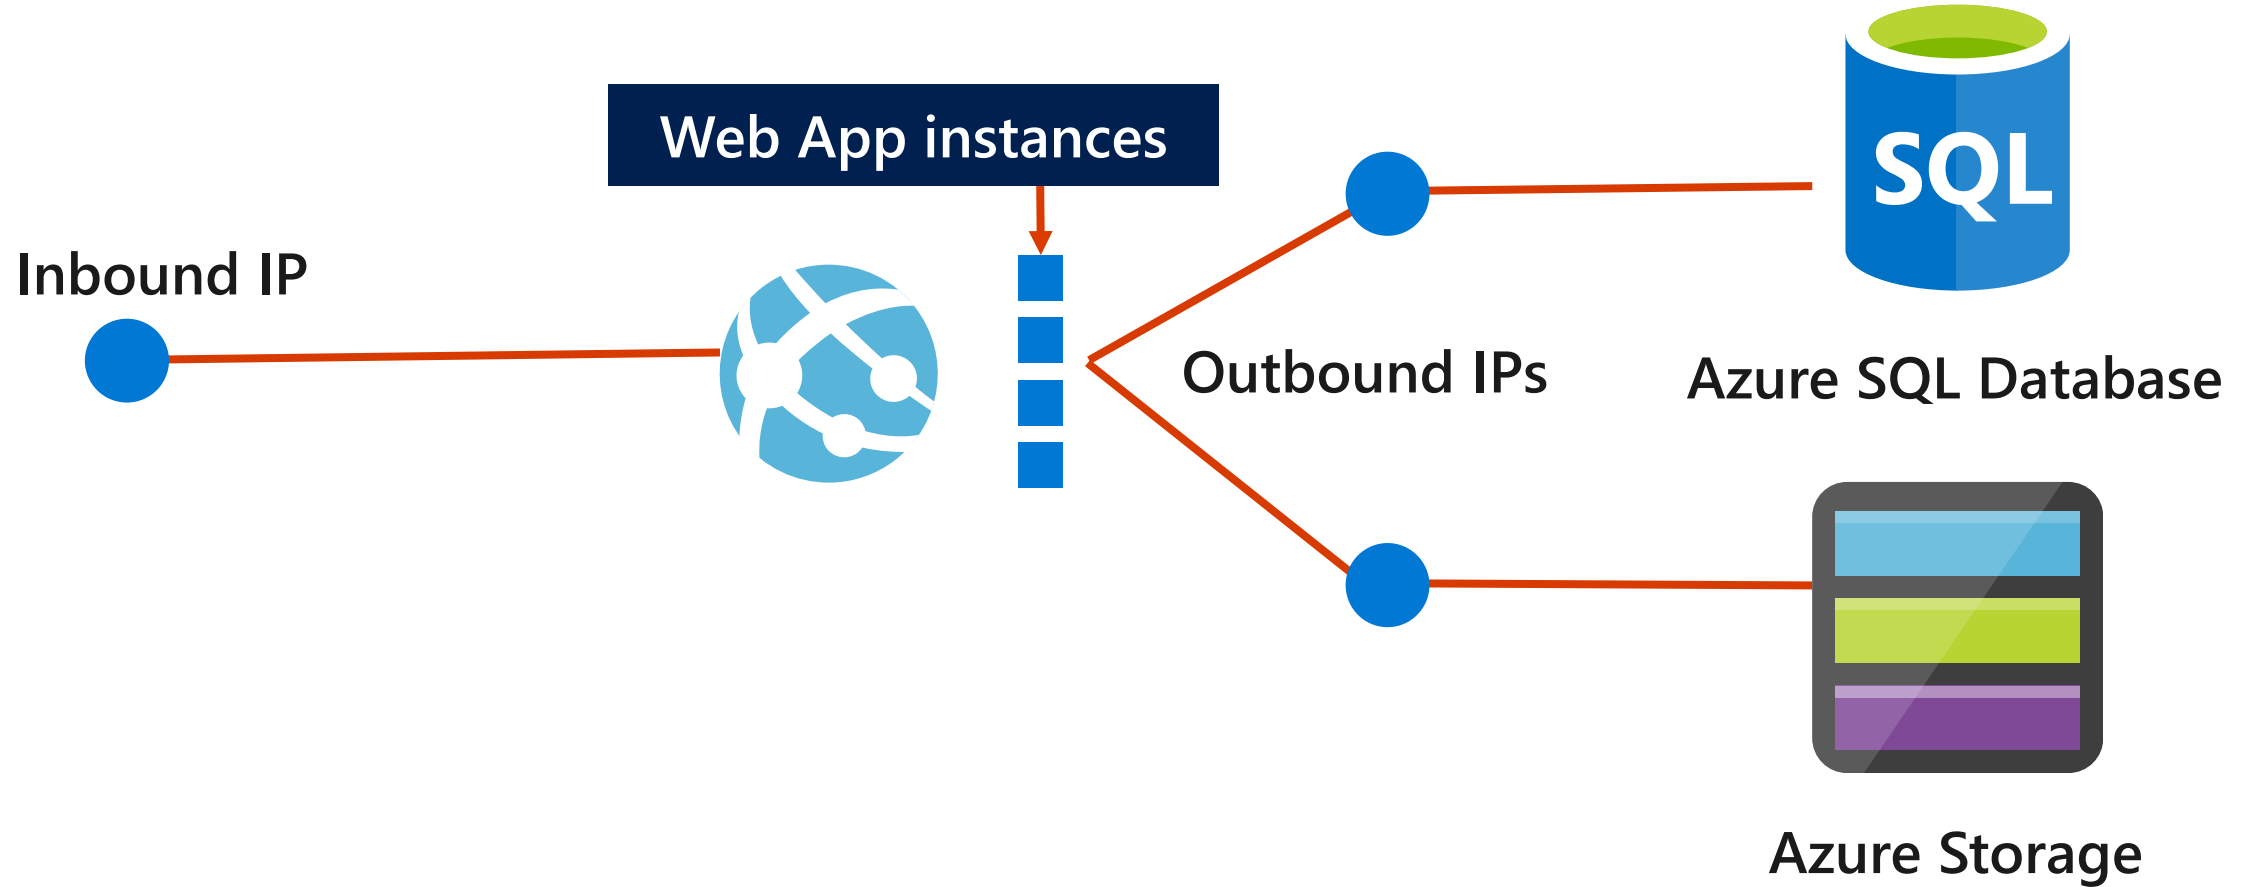 Web App instances
Inbound IP
Outbound IPs
SQL
Azure SQL Database
Azure Storage